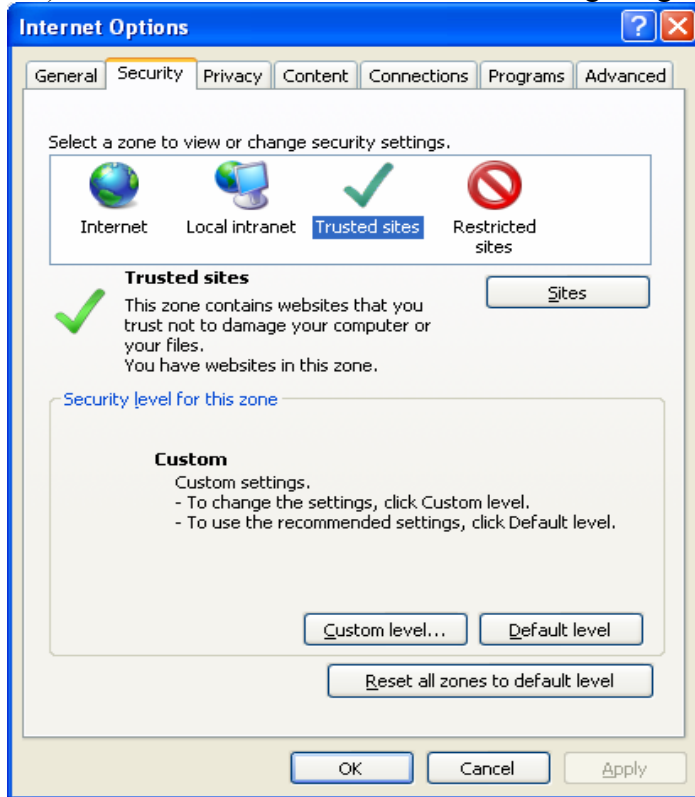 Internet Options
General Security Privacy Content Connections Programs Advanced
Select a zone to view or change security settings.
Internet Local intranet Trusted sites Restricted
sites
Trusted sites
Sites
This zone contains websites that you
trust not to damage your computer or
your files.
You have websites in this zone.
Security level for this zone
Custom
Custom settings.
- To change the settings, click Custom level.
- To use the recommended settings, click Default level.
Custom level... Default level
Reset all zones to default level
OK Cancel Apply